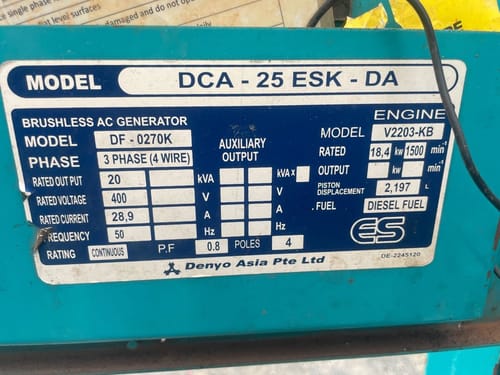 single phase
level surfaces
damaged and do not
MODEL DCA - 25 ESK - DA
BRUSHLESS AC GENERATOR
MODEL DF - 0270K
PHASE 3 PHASE (4 WIRE)
RATED OUT PUT 20 kVA
RATED VOLTAGE 400 V
RATED CURRENT 28,9 A
FREQUENCY 50 Hz
RATING CONTINUOUS P.F 0.8 POLES 4
AUXILIARY
OUTPUT
kVA x
V
A
Hz
ENGINE
MODEL V2203-KB
RATED 18,4 kw 1500 min⁻¹
OUTPUT kw min⁻¹
PISTON
DISPLACEMENT 2,197 L
FUEL DIESEL FUEL
ES
DE-2245120
Denyo Asia Pte Ltd